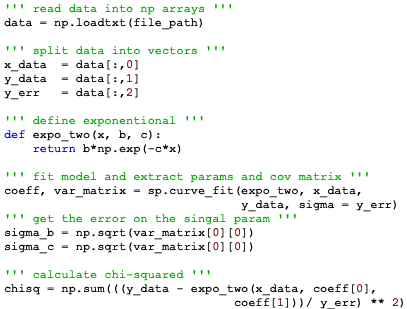 ''' read data into np arrays '''
data = np.loadtxt(file_path)
''' split data into vectors '''
x_data  = data[:,0]
y_data  = data[:,1]
y_err   = data[:,2]
''' define exponentional '''
def expo_two(x, b, c):
    return b*np.exp(-c*x)
''' fit model and extract params and cov matrix '''
coeff, var_matrix = sp.curve_fit(expo_two, x_data,
                                 y_data, sigma = y_err)
''' get the error on the singal param '''
sigma_b = np.sqrt(var_matrix[0][0])
sigma_c = np.sqrt(var_matrix[0][0])
''' calculate chi-squared '''
chisq = np.sum(((y_data - expo_two(x_data, coeff[0],
                                coeff[1]))/ y_err) ** 2)